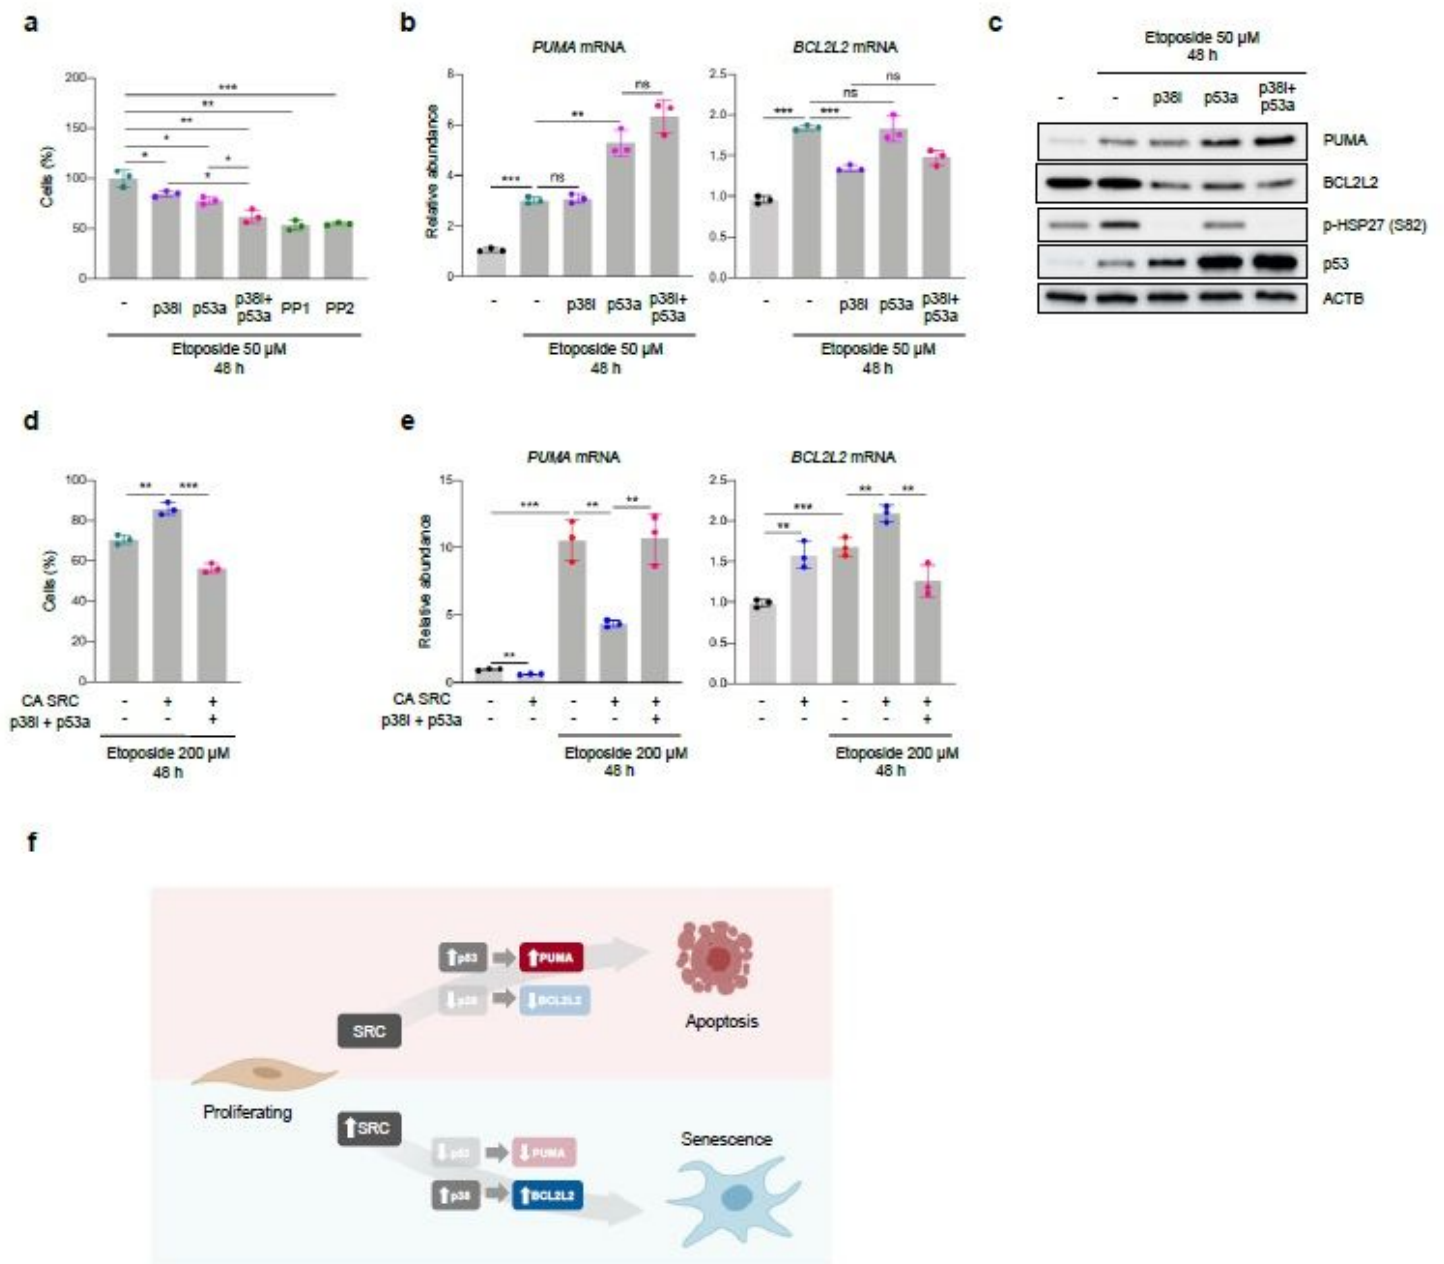 a
200
***
**
150
**
*
*
*
*
100
50
0
Cells (%)
-
p38I
p53a
p38I+
p53a
PP1
PP2
Etoposide 50 µM
48 h
b
PUMA mRNA
8
ns
6
**
4
***
ns
2
0
Relative abundance
-
-
p38I
p53a
p38I+
p53a
Etoposide 50 µM
48 h
BCL2L2 mRNA
2.5
ns
ns
2.0
***
***
1.5
1.0
0.5
0.0
-
-
p38I
p53a
p38I+
p53a
Etoposide 50 µM
48 h
c
Etoposide 50 µM
48 h
-
-
p38I
p53a
p38I+
p53a
PUMA
BCL2L2
p-HSP27 (S82)
p53
ACTB
d
100
**
***
80
60
40
20
0
Cells (%)
CA SRC
-
+
+
p38I + p53a
-
-
+
Etoposide 200 µM
48 h
e
PUMA mRNA
15
***
**
**
10
5
**
0
Relative abundance
CA SRC
-
+
-
+
+
p38I + p53a
-
-
-
-
+
Etoposide 200 µM
48 h
BCL2L2 mRNA
2.5
**
**
***
2.0
**
1.5
1.0
0.5
0.0
-
+
-
+
+
-
-
-
-
+
Etoposide 200 µM
48 h
f
↑p53
↑PUMA
↓p38
↓BCL2L2
SRC
Apoptosis
Proliferating
↑SRC
↓p53
↓PUMA
↑p38
↑BCL2L2
Senescence